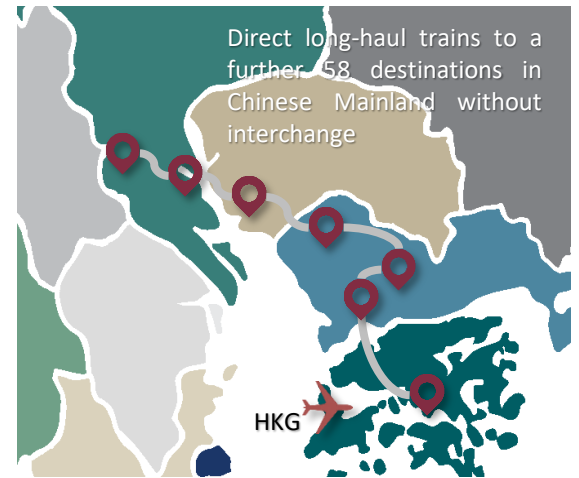 Direct long-haul trains to a
further 58 destinations in
Chinese Mainland without
interchange
HKG